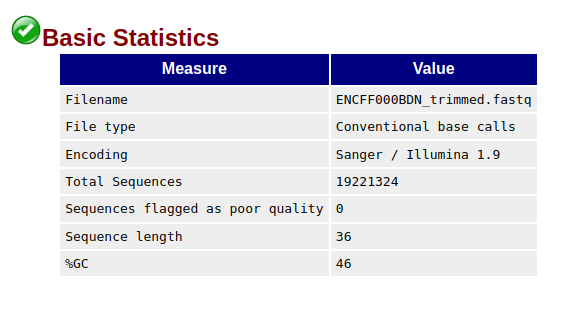 Basic Statistics
Measure Value
Filename ENCFF000BDN_trimmed.fastq
File type Conventional base calls
Encoding Sanger / Illumina 1.9
Total Sequences 19221324
Sequences flagged as poor quality 0
Sequence length 36
%GC 46